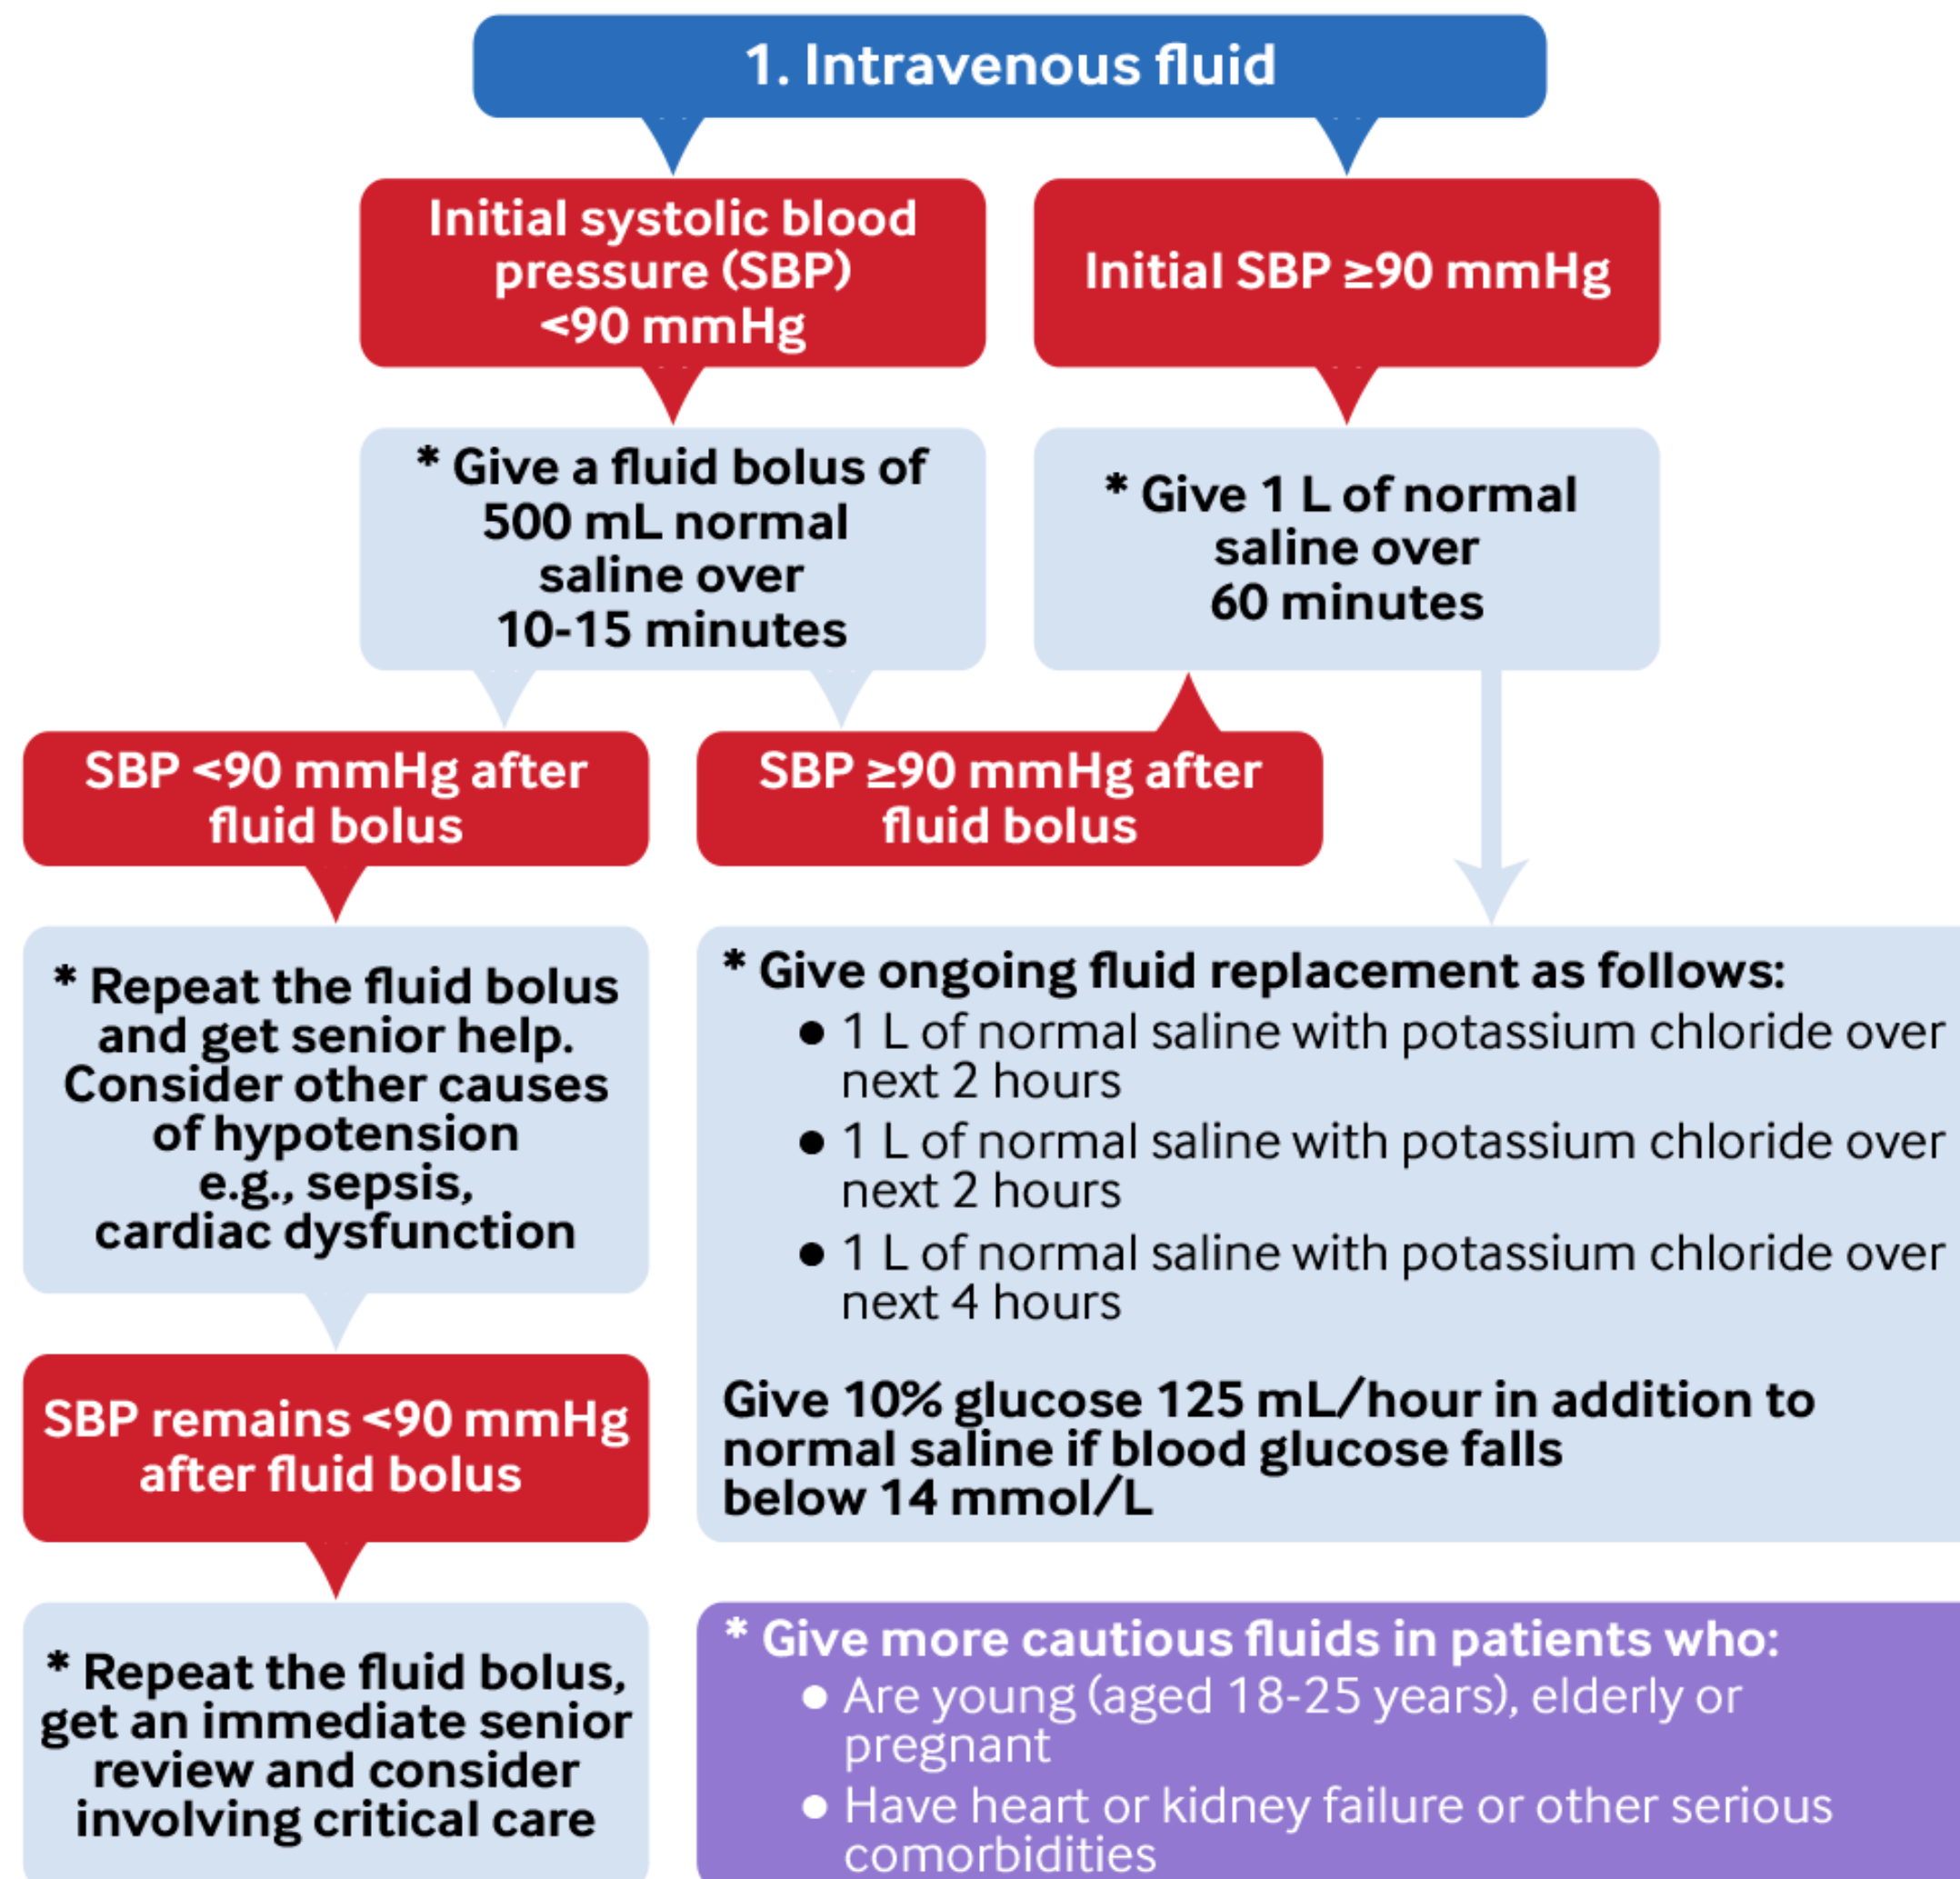 1. Intravenous fluid
Initial systolic blood
pressure (SBP)
<90 mmHg
Initial SBP ≥90 mmHg
* Give a fluid bolus of
500 mL normal
saline over
10-15 minutes
* Give 1 L of normal
saline over
60 minutes
SBP <90 mmHg after
fluid bolus
SBP ≥90 mmHg after
fluid bolus
* Repeat the fluid bolus
and get senior help.
Consider other causes
of hypotension
e.g., sepsis,
cardiac dysfunction
* Give ongoing fluid replacement as follows:
● 1 L of normal saline with potassium chloride over
next 2 hours
● 1 L of normal saline with potassium chloride over
next 2 hours
● 1 L of normal saline with potassium chloride over
next 4 hours
Give 10% glucose 125 mL/hour in addition to
normal saline if blood glucose falls
below 14 mmol/L
SBP remains <90 mmHg
after fluid bolus
* Repeat the fluid bolus,
get an immediate senior
review and consider
involving critical care
* Give more cautious fluids in patients who:
● Are young (aged 18-25 years), elderly or
pregnant
● Have heart or kidney failure or other serious
comorbidities